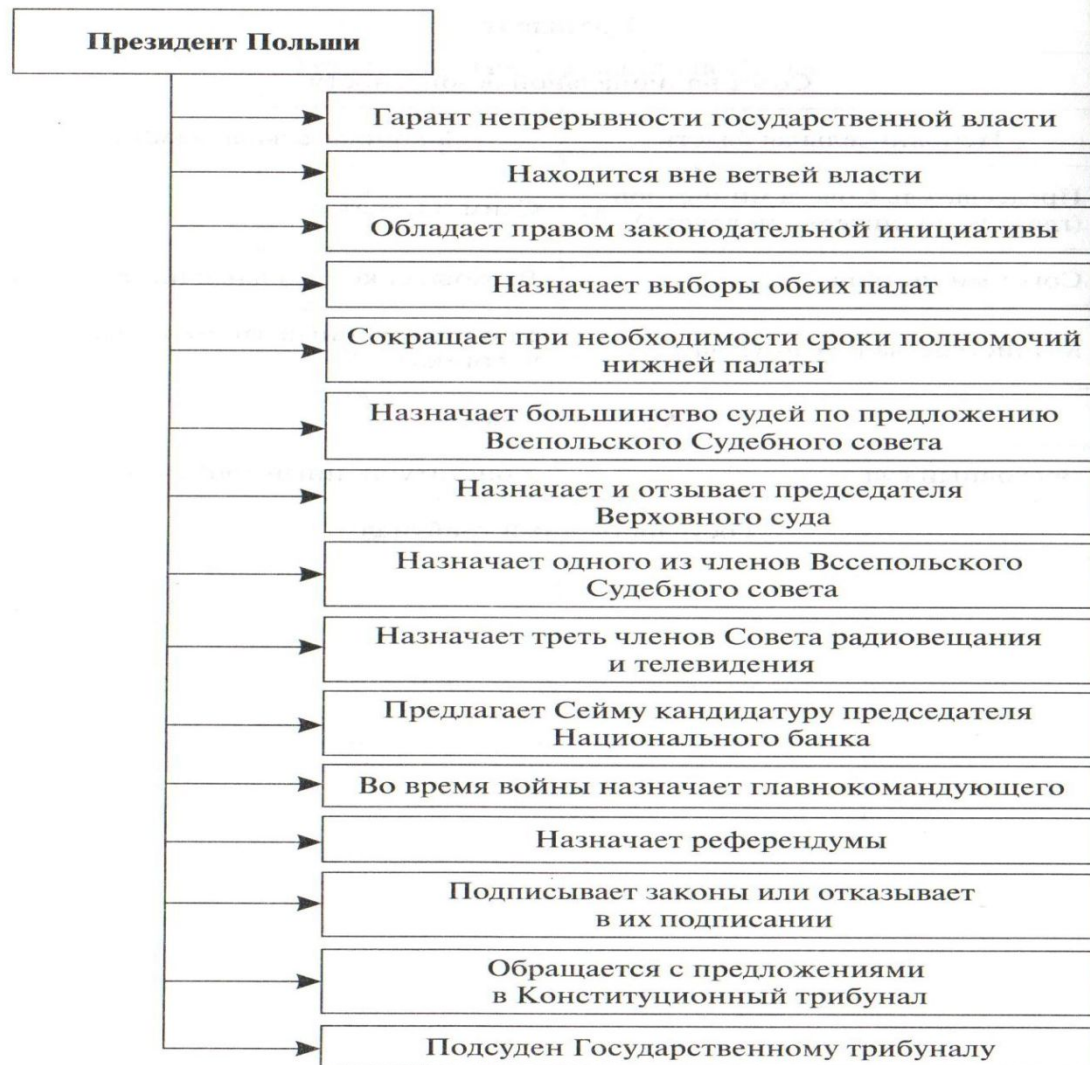 Президент Польши
Гарант непрерывности государственной власти
Находится вне ветвей власти
Обладает правом законодательной инициативы
Назначает выборы обеих палат
Сокращает при необходимости сроки полномочий
нижней палаты
Назначает большинство судей по предложению
Всепольского Судебного совета
Назначает и отзывает председателя
Верховного суда
Назначает одного из членов Вссепольского
Судебного совета
Назначает треть членов Совета радиовещания
и телевидения
Предлагает Сейму кандидатуру председателя
Национального банка
Во время войны назначает главнокомандующего
Назначает референдумы
Подписывает законы или отказывает
в их подписании
Обращается с предложениями
в Конституционный трибунал
Подсуден Государственному трибуналу